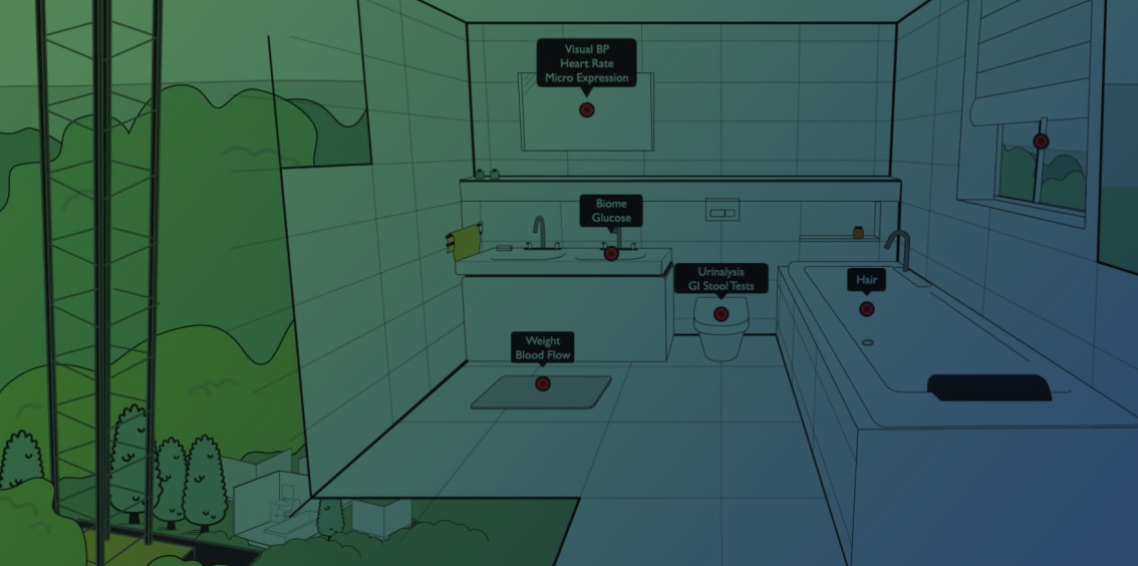 Visual BP
Heart Rate
Micro Expression
Biome
Glucose
Urinalysis
GI Stool Tests
Hair
Weight
Blood Flow